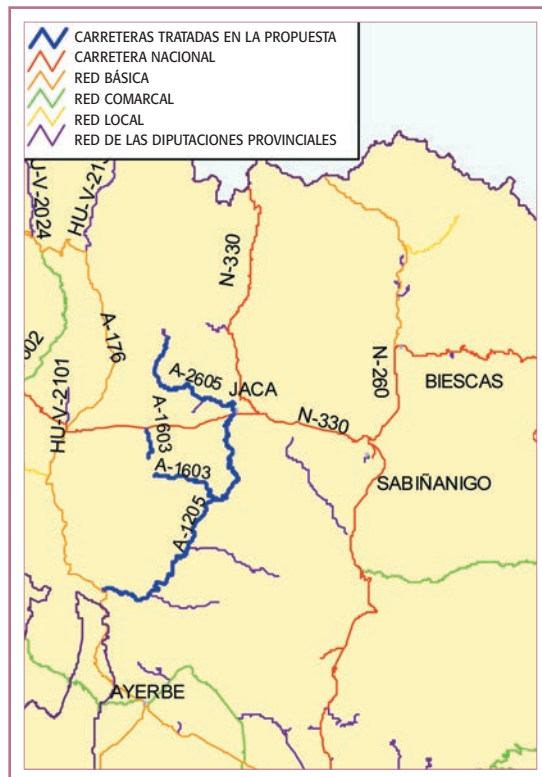 CARRETERAS TRATADAS EN LA PROPUESTA
CARRETERA NACIONAL
RED BÁSICA
RED COMARCAL
RED LOCAL
RED DE LAS DIPUTACIONES PROVINCIALES
U-V-2024
HU-V-213
N-330
A-176
N-260
A-2605
JACA
BIESCAS
HU-V-2101
A-1603
N-330
A-1603
SABIÑANIGO
A-1205
AYERBE